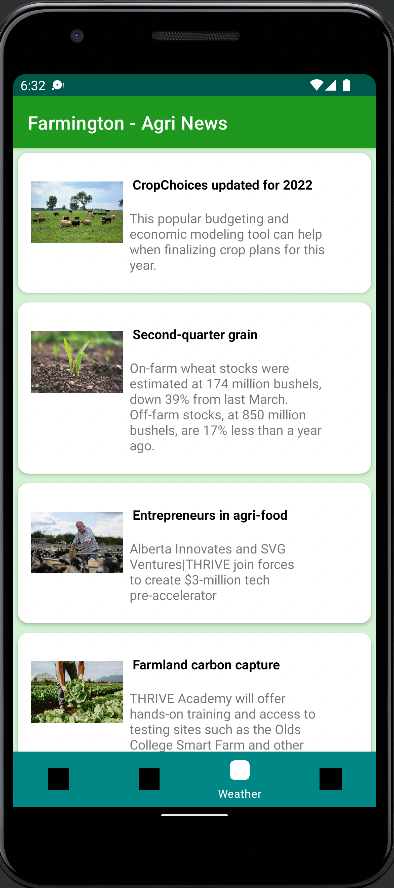 6:32
Farmington - Agri News
CropChoices updated for 2022
This popular budgeting and
economic modeling tool can help
when finalizing crop plans for this
year.
Second-quarter grain
On-farm wheat stocks were
estimated at 174 million bushels,
down 39% from last March.
Off-farm stocks, at 850 million
bushels, are 17% less than a year
ago.
Entrepreneurs in agri-food
Alberta Innovates and SVG
Ventures|THRIVE join forces
to create $3-million tech
pre-accelerator
Farmland carbon capture
THRIVE Academy will offer
hands-on training and access to
testing sites such as the Olds
College Smart Farm and other
Weather